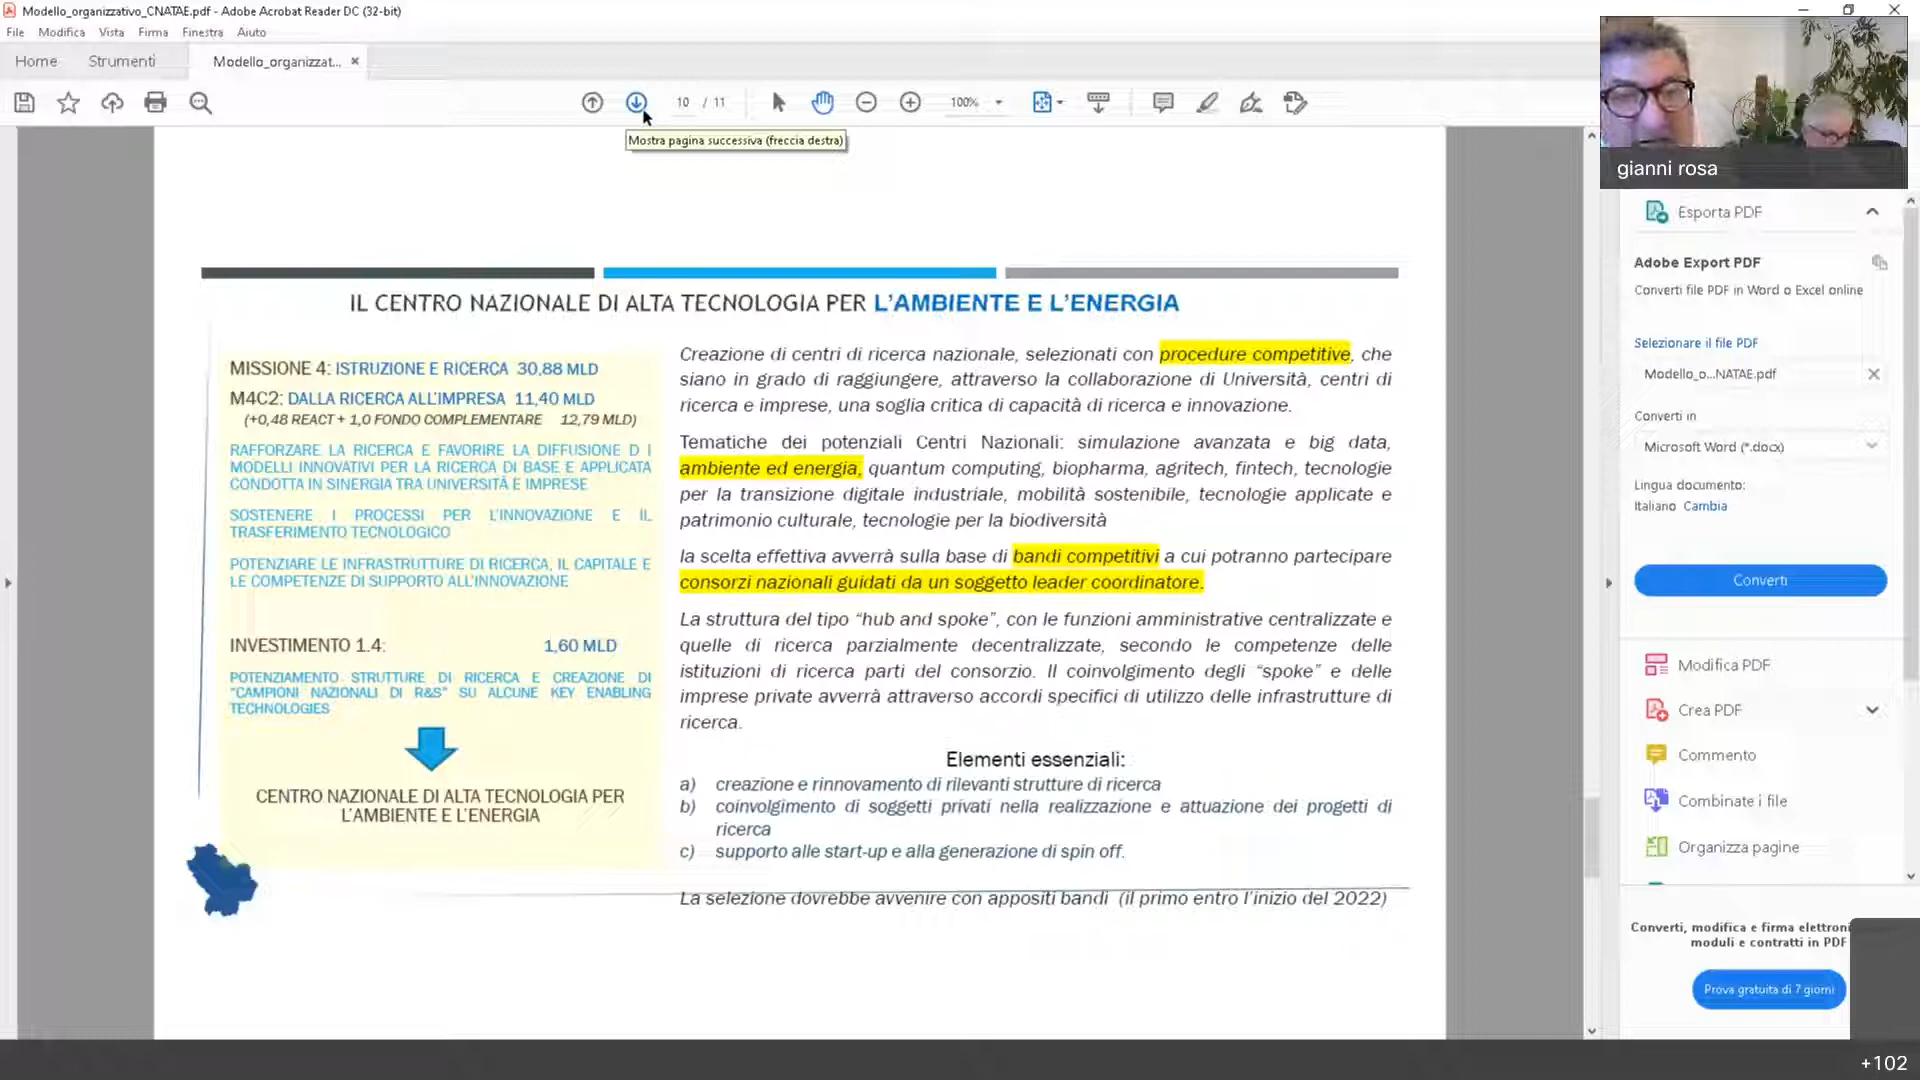 Modello_organizzativo_CNATAE.pdf - Adobe Acrobat Reader DC (32-bit)
File Modifica Vista Firma Finestra Aiuto
Home Strumenti Modello_organizzat...
10 / 11 100%
Mostra pagina successiva (freccia destra)
gianni rosa
IL CENTRO NAZIONALE DI ALTA TECNOLOGIA PER L'AMBIENTE E L'ENERGIA
MISSIONE 4: ISTRUZIONE E RICERCA 30,88 MLD
M4C2: DALLA RICERCA ALL'IMPRESA 11,40 MLD
(+0,48 REACT + 1,0 FONDO COMPLEMENTARE 12,79 MLD)
RAFFORZARE LA RICERCA E FAVORIRE LA DIFFUSIONE D I
MODELLI INNOVATIVI PER LA RICERCA DI BASE E APPLICATA
CONDOTTA IN SINERGIA TRA UNIVERSITÀ E IMPRESE
SOSTENERE I PROCESSI PER L'INNOVAZIONE E IL
TRASFERIMENTO TECNOLOGICO
POTENZIARE LE INFRASTRUTTURE DI RICERCA, IL CAPITALE E
LE COMPETENZE DI SUPPORTO ALL'INNOVAZIONE
INVESTIMENTO 1.4: 1,60 MLD
POTENZIAMENTO STRUTTURE DI RICERCA E CREAZIONE DI
"CAMPIONI NAZIONALI DI R&S" SU ALCUNE KEY ENABLING
TECHNOLOGIES
CENTRO NAZIONALE DI ALTA TECNOLOGIA PER
L'AMBIENTE E L'ENERGIA
Creazione di centri di ricerca nazionale, selezionati con procedure competitive, che
siano in grado di raggiungere, attraverso la collaborazione di Università, centri di
ricerca e imprese, una soglia critica di capacità di ricerca e innovazione.
Tematiche dei potenziali Centri Nazionali: simulazione avanzata e big data,
ambiente ed energia, quantum computing, biopharma, agritech, fintech, tecnologie
per la transizione digitale industriale, mobilità sostenibile, tecnologie applicate e
patrimonio culturale, tecnologie per la biodiversità
la scelta effettiva avverrà sulla base di bandi competitivi a cui potranno partecipare
consorzi nazionali guidati da un soggetto leader coordinatore.
La struttura del tipo "hub and spoke", con le funzioni amministrative centralizzate e
quelle di ricerca parzialmente decentralizzate, secondo le competenze delle
istituzioni di ricerca parti del consorzio. Il coinvolgimento degli "spoke" e delle
imprese private avverrà attraverso accordi specifici di utilizzo delle infrastrutture di
ricerca.
Elementi essenziali:
a) creazione e rinnovamento di rilevanti strutture di ricerca
b) coinvolgimento di soggetti privati nella realizzazione e attuazione dei progetti di
ricerca
c) supporto alle start-up e alla generazione di spin off.
La selezione dovrebbe avvenire con appositi bandi (il primo entro l'inizio del 2022)
Esporta PDF
Adobe Export PDF
Converti file PDF in Word o Excel online
Selezionare il file PDF
Modello_o...NATAE.pdf
Converti in
Microsoft Word (*.docx)
Lingua documento:
Italiano Cambia
Converti
Modifica PDF
Crea PDF
Commento
Combinate i file
Organizza pagine
Converti, modifica e firma elettroni
moduli e contratti in PDF
Prova gratuita di 7 giorni
+102